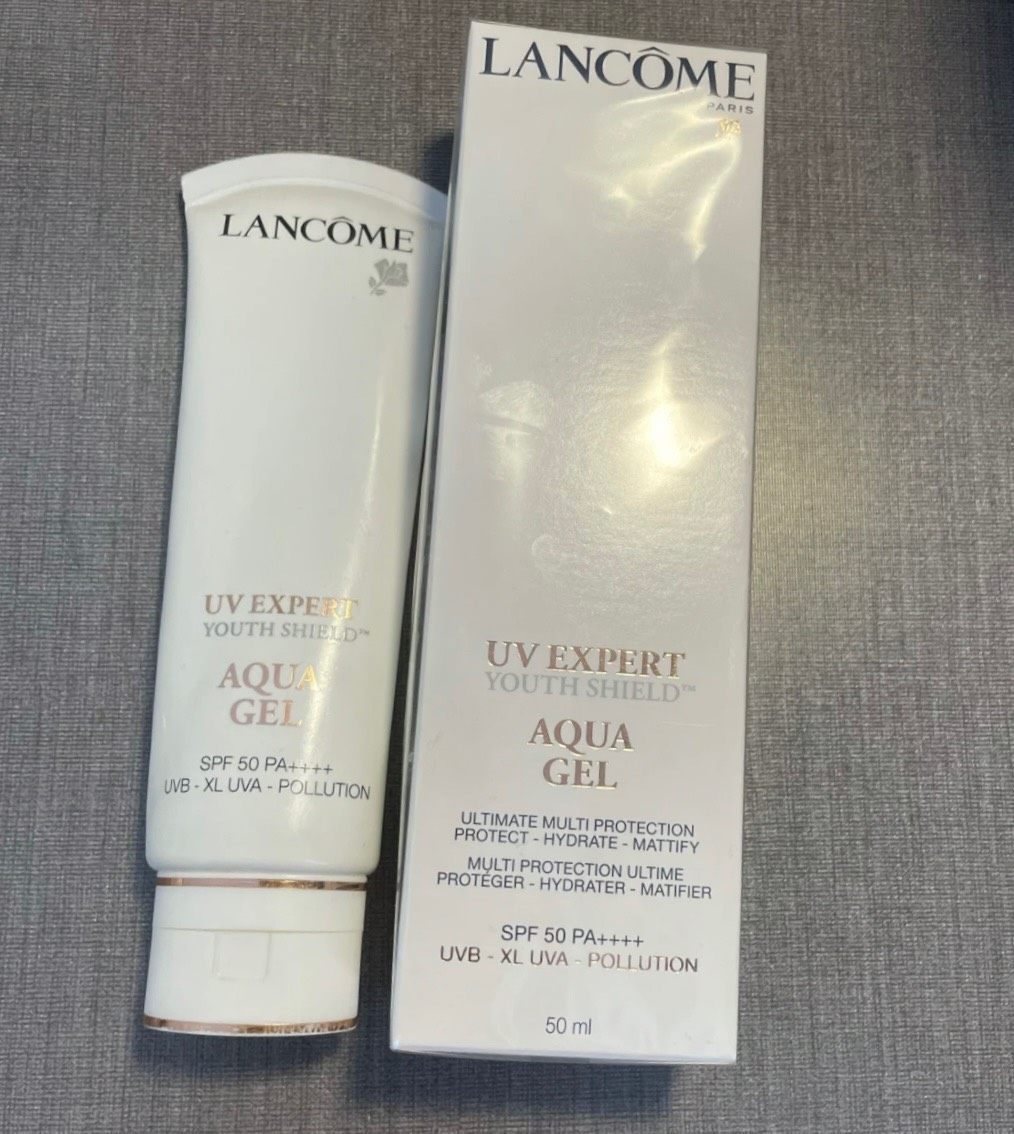 LANCÔME
UV EXPERT
YOUTH SHIELD™
AQUA
GEL
SPF 50 PA++++
UVB - XL UVA - POLLUTION
LANCÔME
PARIS
UV EXPERT
YOUTH SHIELD™
AQUA
GEL
ULTIMATE MULTI PROTECTION
PROTECT - HYDRATE - MATTIFY
MULTI PROTECTION ULTIME
PROTÉGER - HYDRATER - MATIFIER
SPF 50 PA++++
UVB - XL UVA - POLLUTION
50 ml